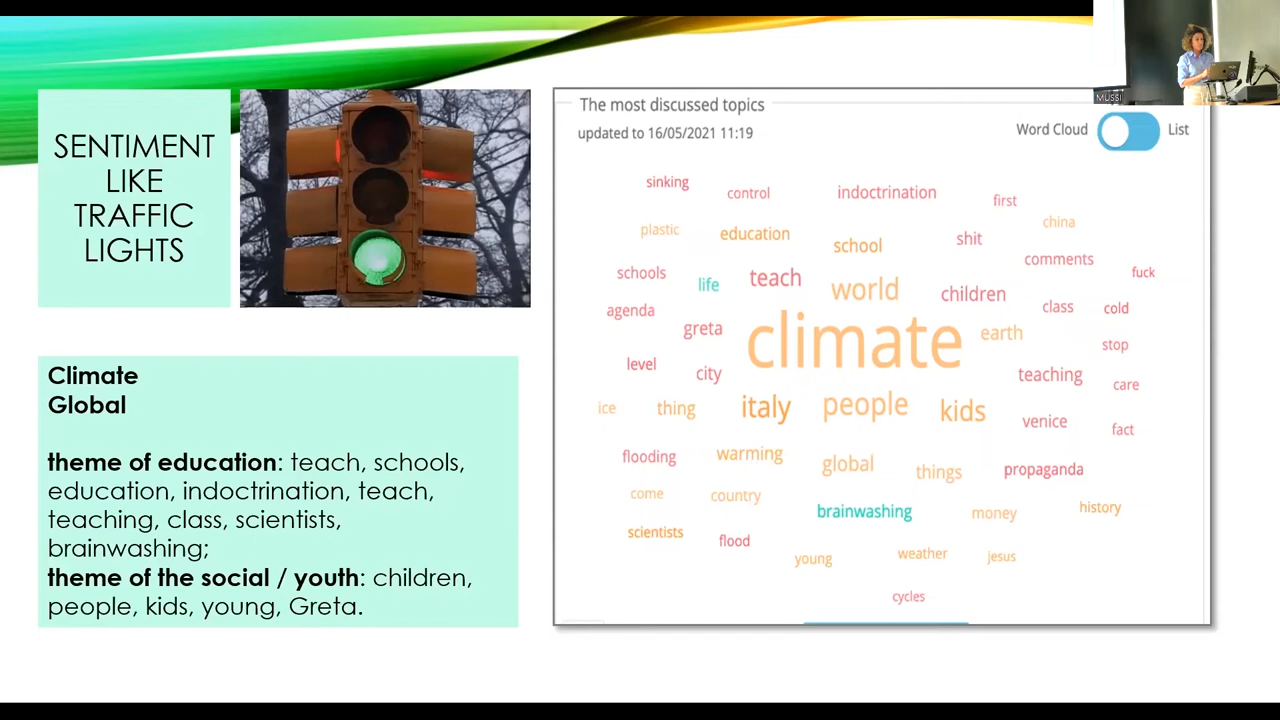 SENTIMENT
LIKE
TRAFFIC
LIGHTS
Climate
Global
theme of education: teach, schools,
education, indoctrination, teach,
teaching, class, scientists,
brainwashing;
theme of the social / youth: children,
people, kids, young, Greta.
The most discussed topics
updated to 16/05/2021 11:19
Word Cloud List
sinking control indoctrination first
plastic education school shit china
schools life teach world children comments fuck
agenda greta climate earth class cold
level city teaching stop care
ice thing italy people kids venice fact
flooding warming global things propaganda
come country brainwashing money history
scientists flood young weather jesus
cycles
MUSSI